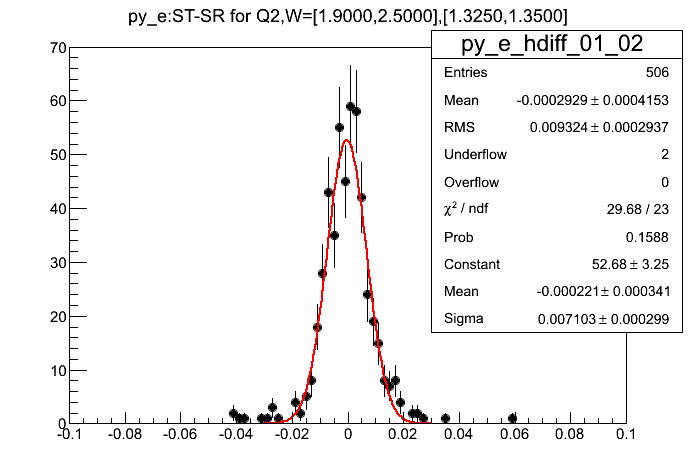 py_e:ST-SR for Q2,W=[1.9000,2.5000],[1.3250,1.3500]
py_e_hdiff_01_02
Entries 506
Mean -0.0002929 ± 0.0004153
RMS 0.009324 ± 0.0002937
Underflow 2
Overflow 0
χ² / ndf 29.68 / 23
Prob 0.1588
Constant 52.68 ± 3.25
Mean -0.000221 ± 0.000341
Sigma 0.007103 ± 0.000299
70
60
50
40
30
20
10
0
-0.1 -0.08 -0.06 -0.04 -0.02 0 0.02 0.04 0.06 0.08 0.1